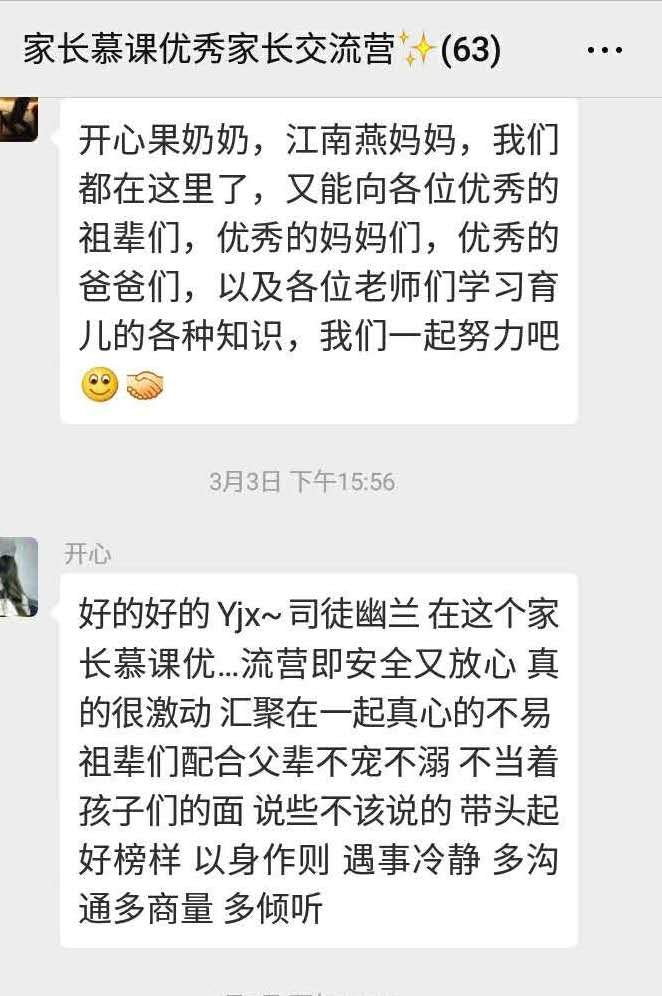 家长慕课优秀家长交流营✨(63)
开心果奶奶，江南燕妈妈，我们
都在这里了，又能向各位优秀的
祖辈们，优秀的妈妈们，优秀的
爸爸们，以及各位老师们学习育
儿的各种知识，我们一起努力吧
3月3日 下午15:56
开心
好的好的 Yjx~ 司徒幽兰 在这个家
长慕课优...流营即安全又放心 真
的很激动 汇聚在一起真心的不易
祖辈们配合父辈不宠不溺 不当着
孩子们的面 说些不该说的 带头起
好榜样 以身作则 遇事冷静 多沟
通多商量 多倾听